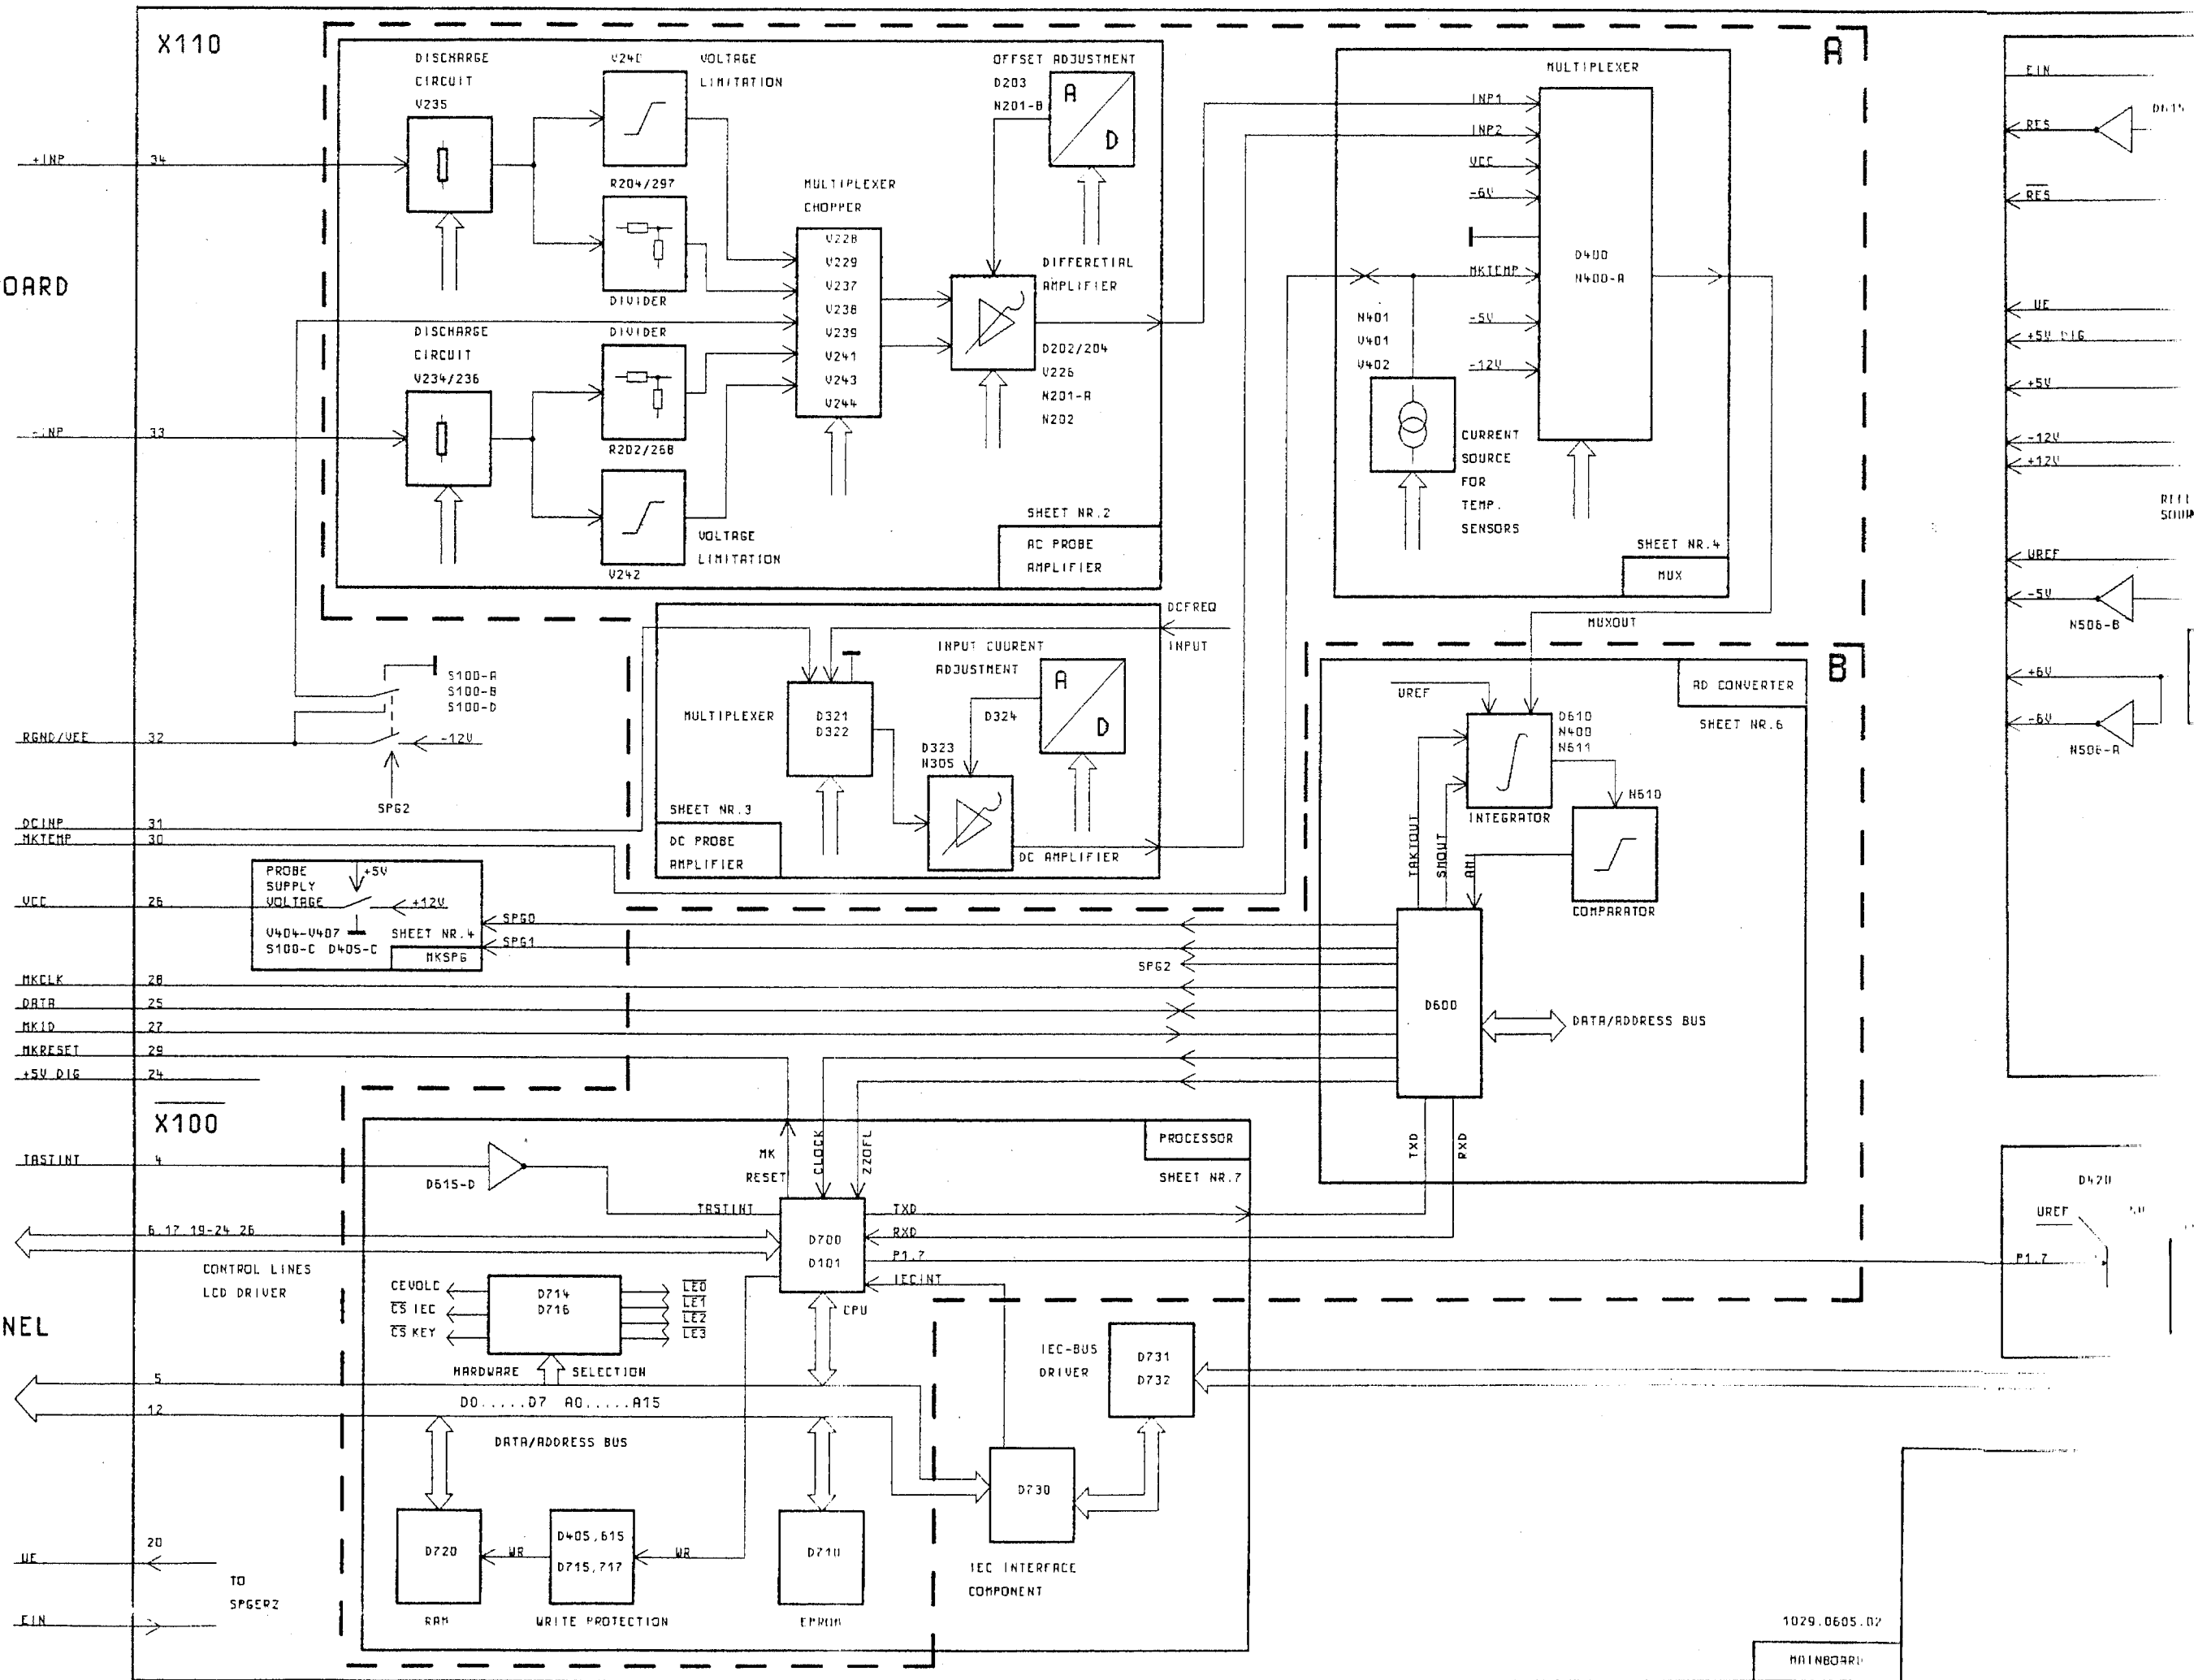 X110
A
DISCHARGE
CIRCUIT
V235
V240
VOLTAGE
LIMITATION
OFFSET ADJUSTMENT
D203
N201-B
A
D
MULTIPLEXER
INP1
INP2
VCC
-6V
MKTEMP
-5V
-12V
D400
N400-A
+INP
34
R204/297
DIVIDER
MULTIPLEXER
CHOPPER
V228
V229
V237
V238
V239
V241
V243
V244
DIFFERETIAL
AMPLIFIER
D202/204
V226
N201-A
N202
OARD
DISCHARGE
CIRCUIT
V234/236
DIVIDER
R202/268
-INP
33
VOLTAGE
LIMITATION
V242
SHEET NR.2
AC PROBE
AMPLIFIER
N401
V401
V402
CURRENT
SOURCE
FOR
TEMP.
SENSORS
SHEET NR.4
MUX
MUXOUT
EIN
D615
RES
RES
UE
+5V DIG
+5V
-12V
+12V
UREF
-5V
N506-B
+6V
-6V
N506-A
DCFREQ
INPUT
INPUT CUURENT
ADJUSTMENT
A
D
D324
MULTIPLEXER
D321
D322
D323
N305
SHEET NR.3
DC PROBE
AMPLIFIER
DC AMPLIFIER
S100-A
S100-B
S100-D
RGND/VEE
32
-12V
SPG2
DCINP
31
MKTEMP
30
PROBE
SUPPLY
VOLTAGE
+5V
+12V
V404-V407
S100-C D405-C
SHEET NR.4
MKSPG
VCC
26
SPG0
SPG1
SPG2
B
AD CONVERTER
SHEET NR.6
UREF
D610
N400
N611
INTEGRATOR
N610
COMPARATOR
TAKTOUT
SMOUT
ANI
D600
DATA/ADDRESS BUS
TXD
RXD
MKCLK
28
DATA
25
MKID
27
MKRESET
29
+5V DIG
24
X100
TASTINT
4
D615-D
TASTINT
MK
RESET
CLOCK
ZZOFL
PROCESSOR
SHEET NR.7
TXD
RXD
P1.7
IECINT
D700
D101
CPU
6.17 19-24 26
CONTROL LINES
LCD DRIVER
CEVOLC
CS IEC
CS KEY
D714
D716
LE0
LE1
LE2
LE3
HARDWARE SELECTION
NEL
5
12
D0.....D7 A0.....A15
DATA/ADDRESS BUS
IEC-BUS
DRIVER
D731
D732
D730
IEC INTERFACE
COMPONENT
D720
RAM
WR
D405,615
D715,717
WRITE PROTECTION
WR
D710
EPROM
UE
20
TO
SPGERZ
EIN
D420
UREF
P1.7
1029.0605.02
MAINBOARD